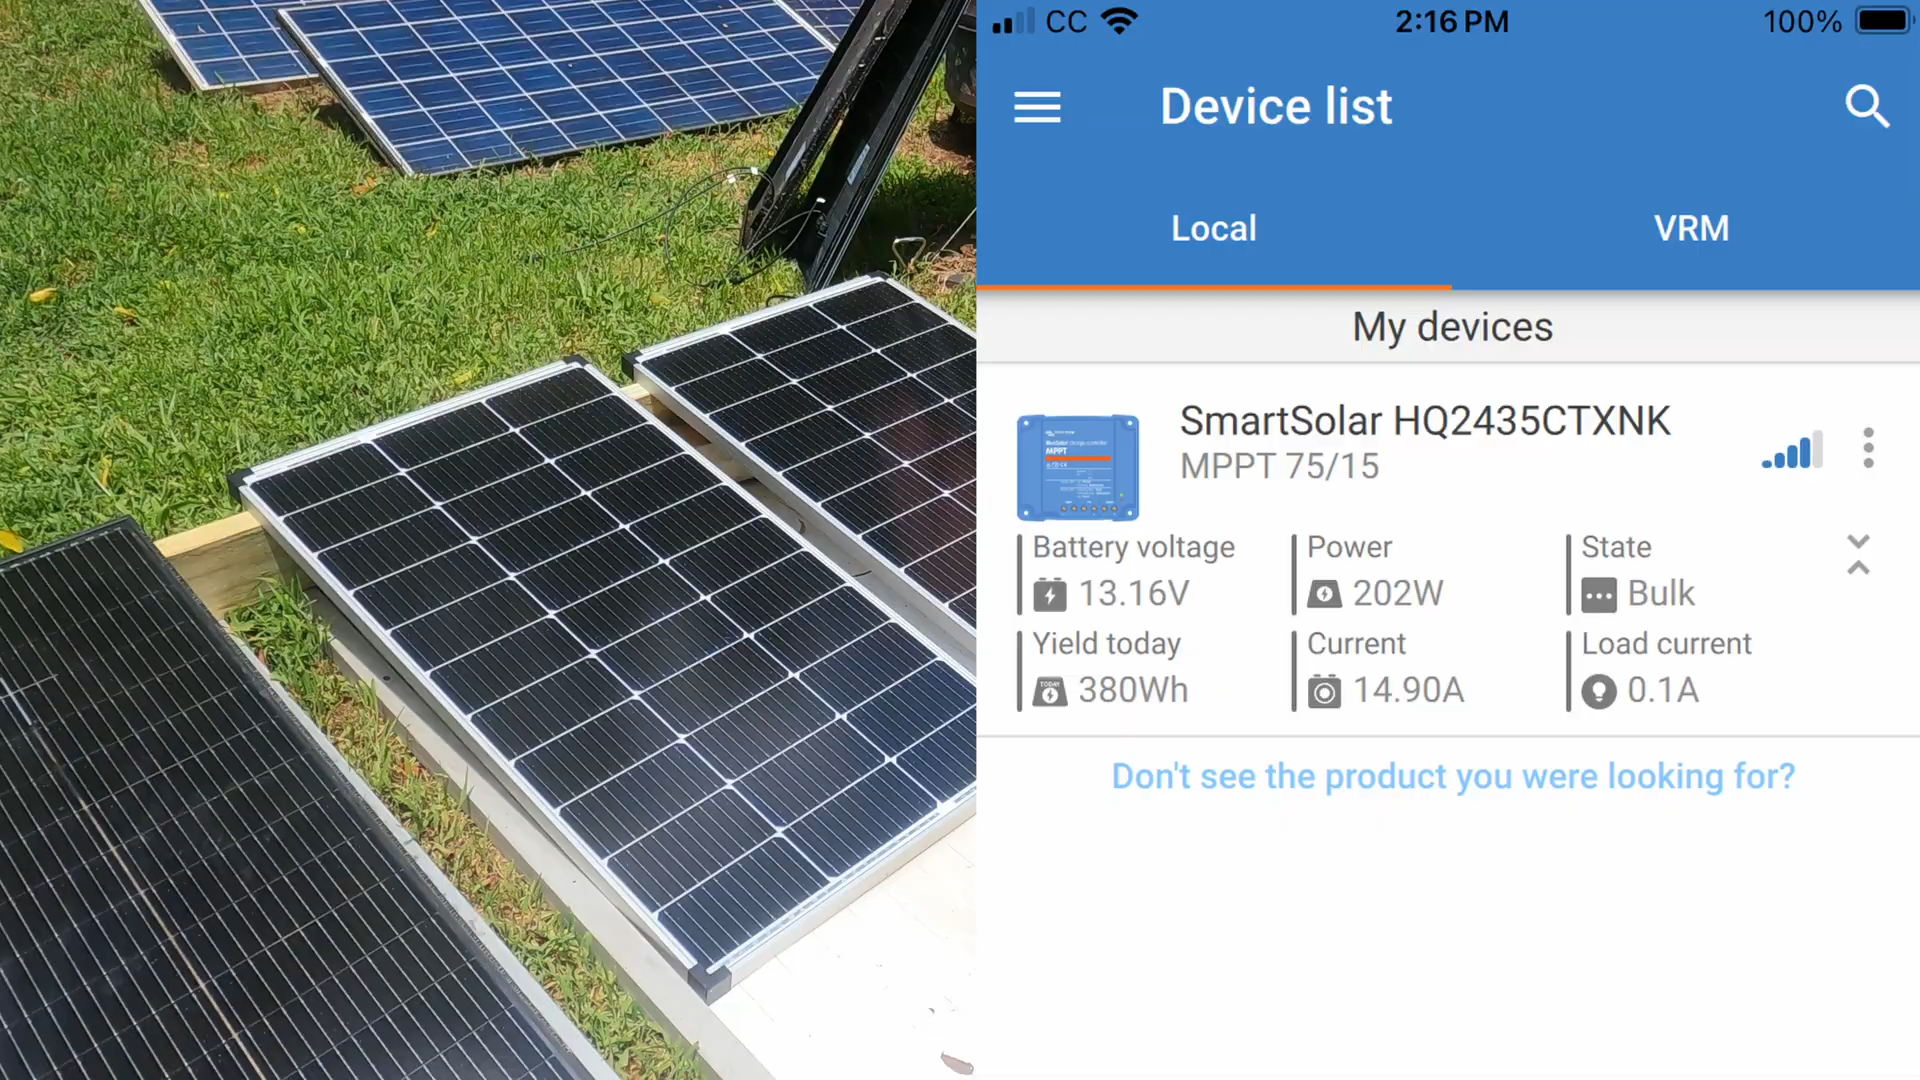 CC
2:16 PM
100%
Device list
Local
VRM
My devices
SmartSolar HQ2435CTXNK
MPPT 75/15
MPPT
Battery voltage
Power
State
13.16V
202W
Bulk
Yield today
Current
Load current
TODAY
380Wh
14.90A
0.1A
Don't see the product you were looking for?